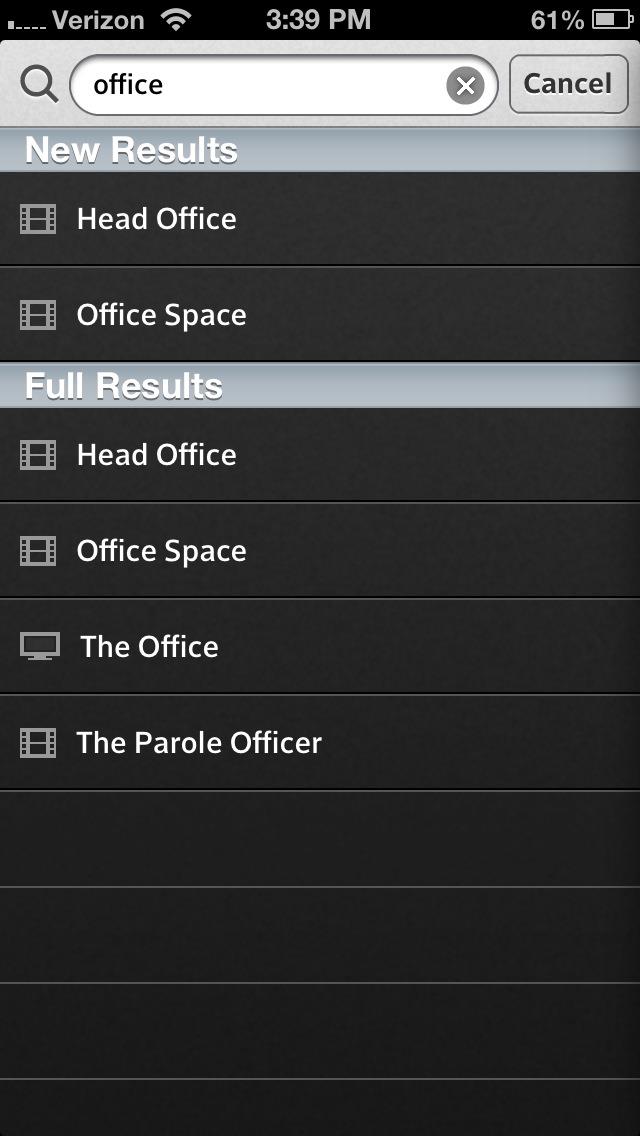 Verizon 3:39 PM 61%
office Cancel
New Results
Head Office
Office Space
Full Results
Head Office
Office Space
The Office
The Parole Officer